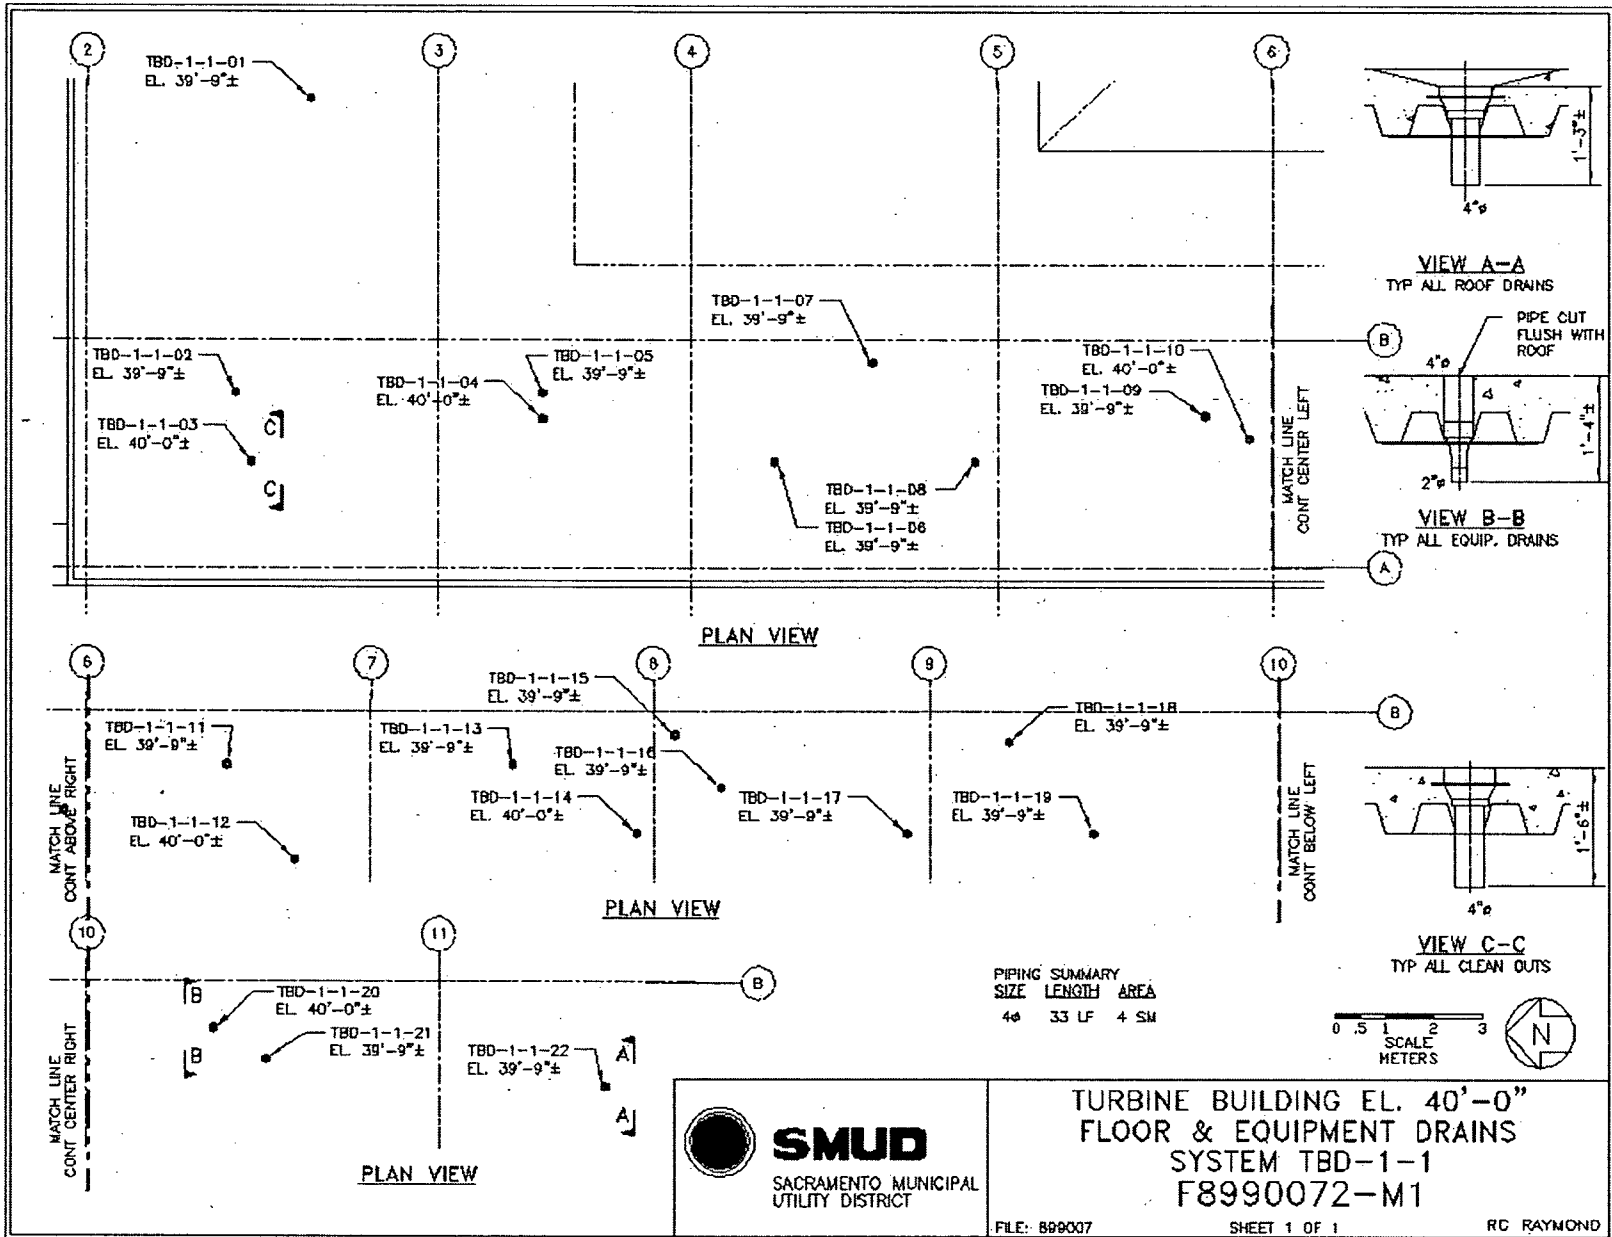 2
3
4
5
6
TBD-1-1-01
EL. 39'-9"±
1'-3"±
4"ø
VIEW A-A
TYP ALL ROOF DRAINS
TBD-1-1-07
EL. 39'-9"±
PIPE CUT
FLUSH WITH
ROOF
B
TBD-1-1-02
EL. 39'-9"±
TBD-1-1-05
EL. 39'-9"±
TBD-1-1-04
EL. 40'-0"±
TBD-1-1-10
EL. 40'-0"±
TBD-1-1-09
EL. 39'-9"±
4"ø
TBD-1-1-03
EL. 40'-0"±
C
C
1'-4"±
2"ø
MATCH LINE
CONT CENTER LEFT
TBD-1-1-08
EL. 39'-9"±
TBD-1-1-06
EL. 39'-9"±
VIEW B-B
TYP ALL EQUIP. DRAINS
A
PLAN VIEW
6
7
8
9
10
TBD-1-1-15
EL. 39'-9"±
TBD-1-1-18
EL. 39'-9"±
B
TBD-1-1-11
EL. 39'-9"±
TBD-1-1-13
EL. 39'-9"±
TBD-1-1-16
EL. 39'-9"±
TBD-1-1-14
EL. 40'-0"±
TBD-1-1-17
EL. 39'-9"±
TBD-1-1-19
EL. 39'-9"±
TBD-1-1-12
EL. 40'-0"±
MATCH LINE
CONT ABOVE RIGHT
MATCH LINE
CONT BELOW LEFT
1'-6"±
4"ø
PLAN VIEW
VIEW C-C
TYP ALL CLEAN OUTS
10
11
B
B
TBD-1-1-20
EL. 40'-0"±
B
TBD-1-1-21
EL. 39'-9"±
TBD-1-1-22
EL. 39'-9"±
A
A
MATCH LINE
CONT CENTER RIGHT
PLAN VIEW
PIPING SUMMARY
SIZE LENGTH AREA
4ø 33 LF 4 SM
0 .5 1 2 3
SCALE
METERS
N
SMUD
SACRAMENTO MUNICIPAL
UTILITY DISTRICT
TURBINE BUILDING EL. 40'-0"
FLOOR & EQUIPMENT DRAINS
SYSTEM TBD-1-1
F8990072-M1
FILE: 899007 SHEET 1 OF 1 RC RAYMOND